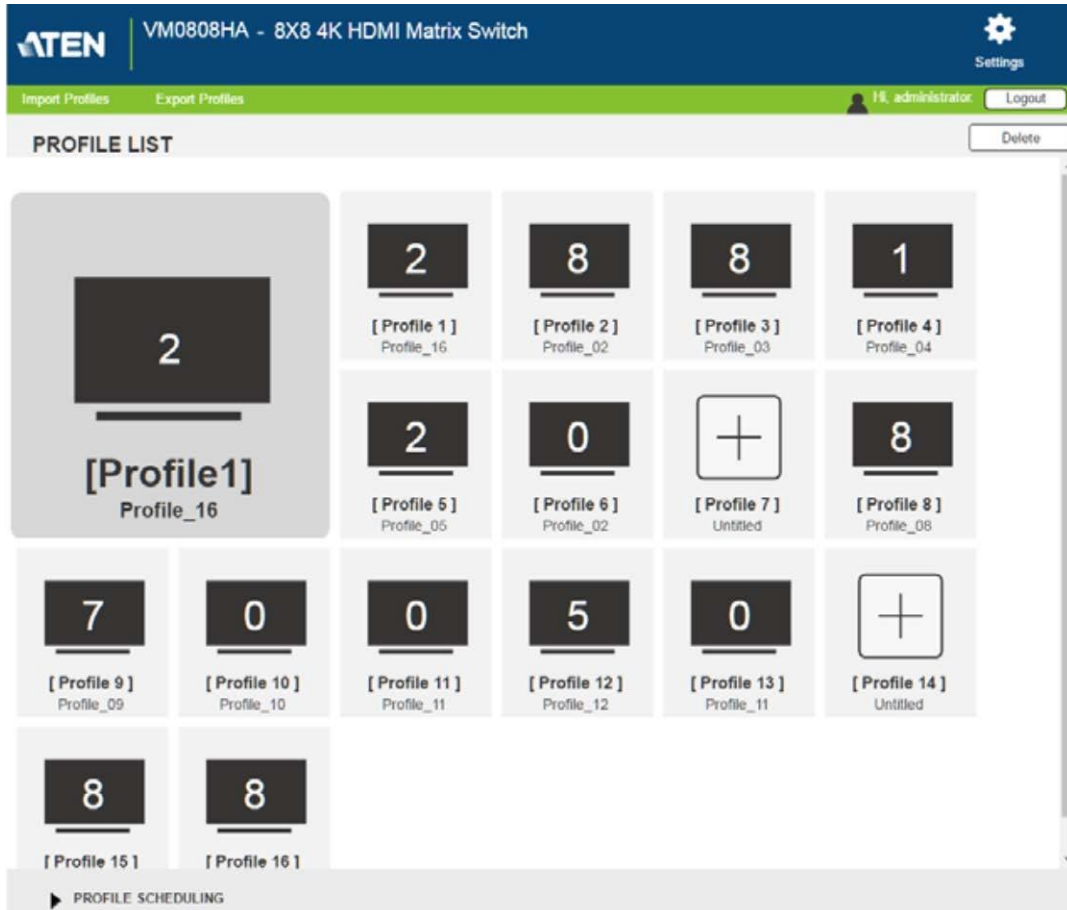 ATEN
VM0808HA - 8X8 4K HDMI Matrix Switch
Settings
Import Profiles Export Profiles Hi, administrator. Logout
PROFILE LIST
Delete
2
[Profile1]
Profile_16
2 8 8 1
[ Profile 1 ] [ Profile 2 ] [ Profile 3 ] [ Profile 4 ]
Profile_16 Profile_02 Profile_03 Profile_04
2 0 8
[ Profile 5 ] [ Profile 6 ] [ Profile 7 ] [ Profile 8 ]
Profile_05 Profile_02 Untitled Profile_08
7 0 0 5 0
[ Profile 9 ] [ Profile 10 ] [ Profile 11 ] [ Profile 12 ] [ Profile 13 ] [ Profile 14 ]
Profile_09 Profile_10 Profile_11 Profile_12 Profile_11 Untitled
8 8
[ Profile 15 ] [ Profile 16 ]
PROFILE SCHEDULING